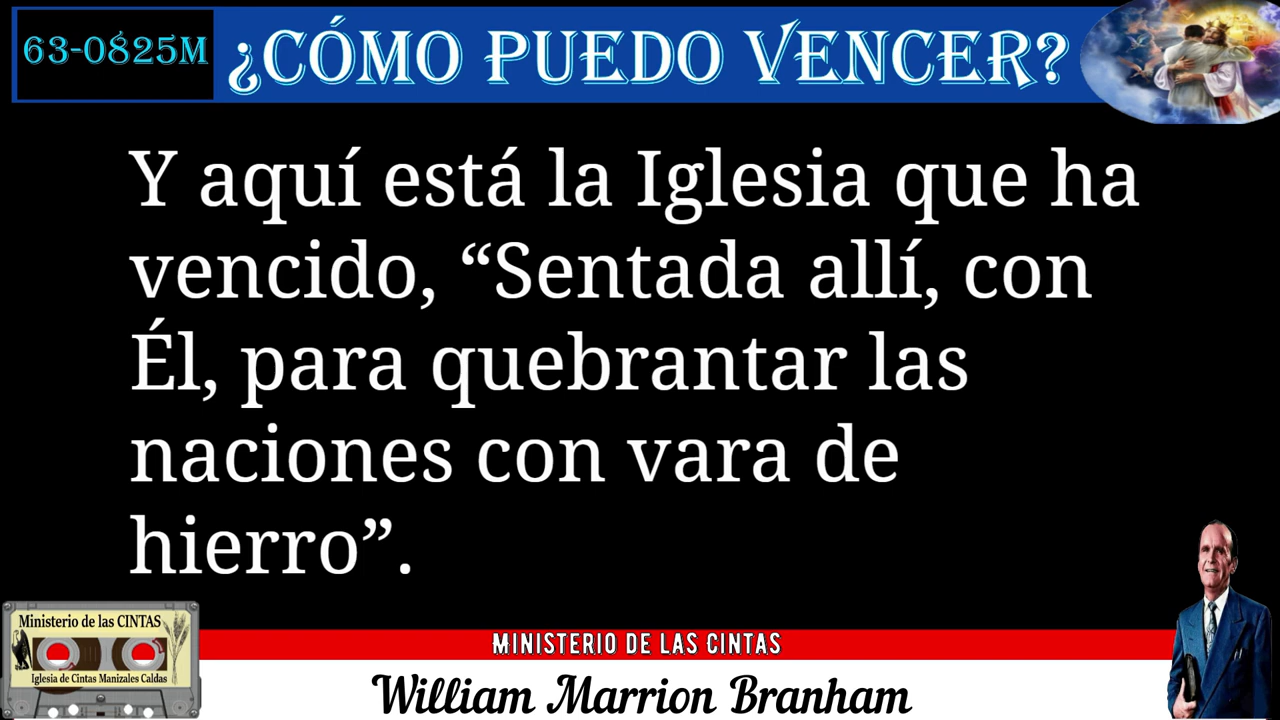 63-0825M
¿CÓMO PUEDO VENCER?
Y aquí está la Iglesia que ha
vencido, “Sentada allí, con
Él, para quebrantar las
naciones con vara de
hierro”.
Ministerio de las CINTAS
Iglesia de Cintas Manizales Caldas
MINISTERIO DE LAS CINTAS
William Marrion Branham